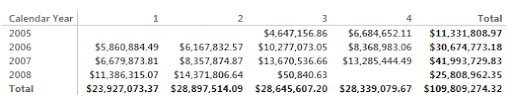 Calendar Year 1 2 3 4 Total
2005 $4,647,156.86 $6,684,652.11 $11,331,808.97
2006 $5,860,884.49 $6,167,832.57 $10,277,073.05 $8,368,983.06 $30,674,773.18
2007 $6,679,873.81 $8,357,874.87 $13,670,536.66 $13,285,444.49 $41,993,729.83
2008 $11,386,315.07 $14,371,806.64 $50,840.63 $25,808,962.35
Total $23,927,073.37 $28,897,514.09 $28,645,607.20 $28,339,079.67 $109,809,274.32